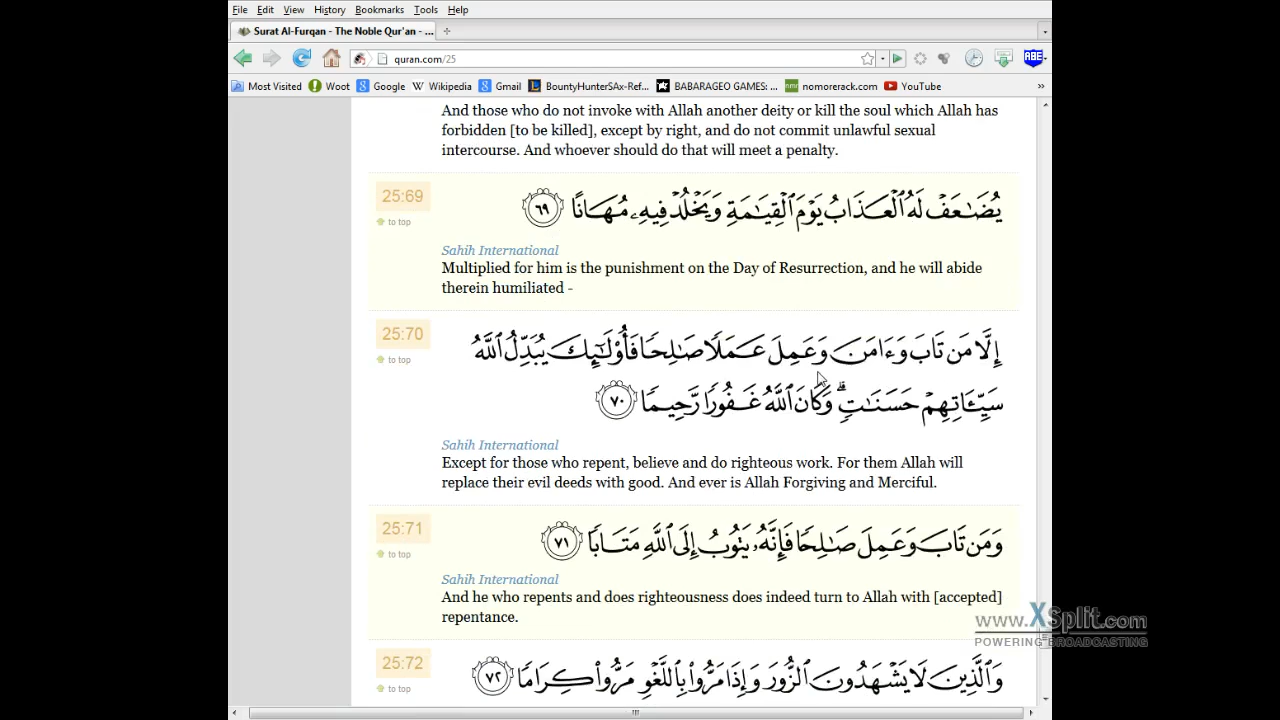 File Edit View History Bookmarks Tools Help
Surat Al-Furqan - The Noble Qur'an - ...
quran.com/25
ABE
Most Visited Woot Google Wikipedia Gmail BountyHunterSAx-Ref... BABARAGEO GAMES: ... nomorerack.com YouTube »
And those who do not invoke with Allah another deity or kill the soul which Allah has
forbidden [to be killed], except by right, and do not commit unlawful sexual
intercourse. And whoever should do that will meet a penalty.
25:69
to top
يُضَٰعَفْ لَهُ ٱلْعَذَابُ يَوْمَ ٱلْقِيَٰمَةِ وَيَخْلُدْ فِيهِۦ مُهَانًا ٦٩
Sahih International
Multiplied for him is the punishment on the Day of Resurrection, and he will abide
therein humiliated -
25:70
to top
إِلَّا مَن تَابَ وَءَامَنَ وَعَمِلَ عَمَلًا صَٰلِحًا فَأُو۟لَٰٓئِكَ يُبَدِّلُ ٱللَّهُ
سَيِّـَٔاتِهِمْ حَسَنَٰتٍ ۗ وَكَانَ ٱللَّهُ غَفُورًا رَّحِيمًا ٧٠
Sahih International
Except for those who repent, believe and do righteous work. For them Allah will
replace their evil deeds with good. And ever is Allah Forgiving and Merciful.
25:71
to top
وَمَن تَابَ وَعَمِلَ صَٰلِحًا فَإِنَّهُۥ يَتُوبُ إِلَى ٱللَّهِ مَتَابًا ٧١
Sahih International
And he who repents and does righteousness does indeed turn to Allah with [accepted]
repentance.
www.XSplit.com
POWERING BROADCASTING
25:72
to top
وَٱلَّذِينَ لَا يَشْهَدُونَ ٱلزُّورَ وَإِذَا مَرُّوا۟ بِٱللَّغْوِ مَرُّوا۟ كِرَامًا ٧٢